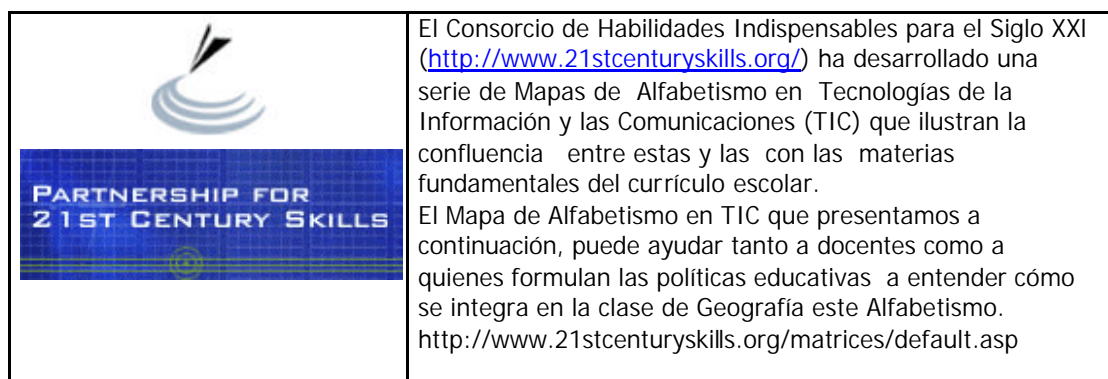 PARTNERSHIP FOR
21ST CENTURY SKILLS
El Consorcio de Habilidades Indispensables para el Siglo XXI
(http://www.21stcenturyskills.org/) ha desarrollado una
serie de Mapas de Alfabetismo en Tecnologías de la
Información y las Comunicaciones (TIC) que ilustran la
confluencia entre estas y las con las materias
fundamentales del currículo escolar.
El Mapa de Alfabetismo en TIC que presentamos a
continuación, puede ayudar tanto a docentes como a
quienes formulan las políticas educativas a entender cómo
se integra en la clase de Geografía este Alfabetismo.
http://www.21stcenturyskills.org/matrices/default.asp